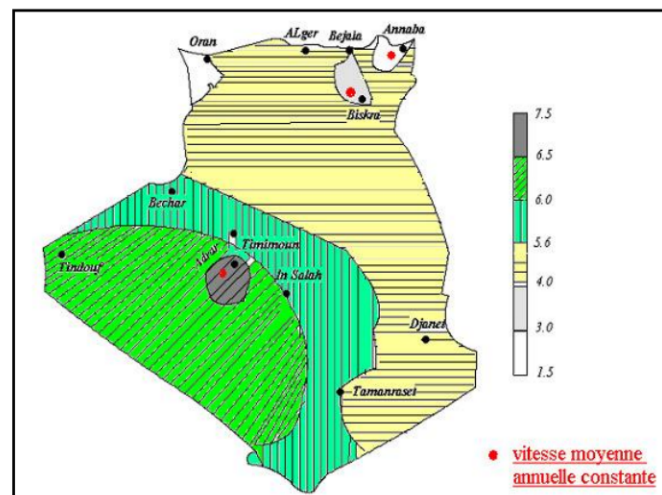 Oran
ALger
Bejaia
Annaba
Biskra
Bechar
Timimoun
Adrar
Tindouf
In Salah
Djanet
Tamanraset
7.5
6.5
6.0
5.6
4.0
3.0
1.5
vitesse moyenne
annuelle constante